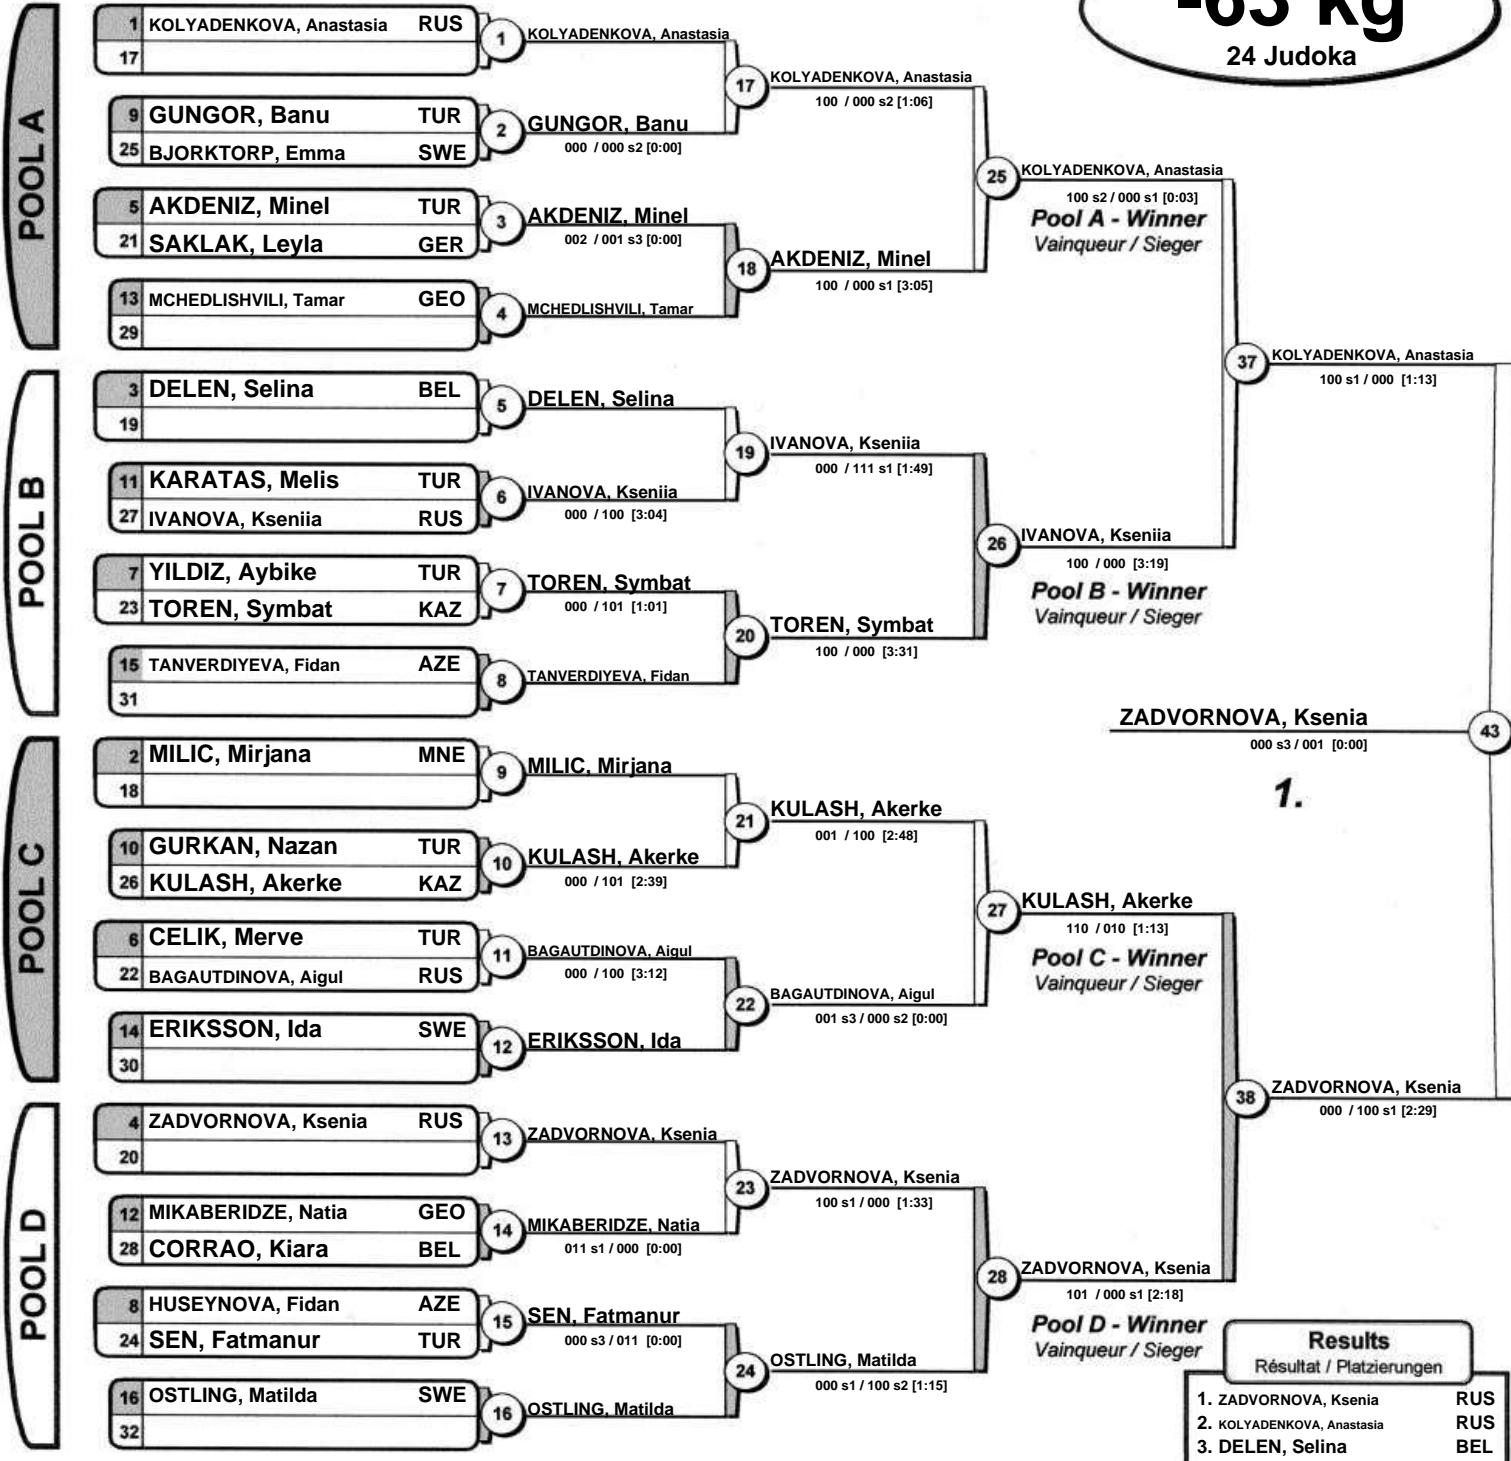 -63 kg
24 Judoka
POOL A
1 KOLYADENKOVA, Anastasia RUS
17
9 GUNGOR, Banu TUR
25 BJORKTORP, Emma SWE
5 AKDENIZ, Minel TUR
21 SAKLAK, Leyla GER
13 MCHEDLISHVILI, Tamar GEO
29
POOL B
3 DELEN, Selina BEL
19
11 KARATAS, Melis TUR
27 IVANOVA, Kseniia RUS
7 YILDIZ, Aybike TUR
23 TOREN, Symbat KAZ
15 TANVERDIYEVA, Fidan AZE
31
POOL C
2 MILIC, Mirjana MNE
18
10 GURKAN, Nazan TUR
26 KULASH, Akerke KAZ
6 CELIK, Merve TUR
22 BAGAUTDINOVA, Aigul RUS
14 ERIKSSON, Ida SWE
30
POOL D
4 ZADVORNOVA, Ksenia RUS
20
12 MIKABERIDZE, Natia GEO
28 CORRAO, Kiara BEL
8 HUSEYNOVA, Fidan AZE
24 SEN, Fatmanur TUR
16 OSTLING, Matilda SWE
32
1 KOLYADENKOVA, Anastasia
2 GUNGOR, Banu
000 / 000 s2 [0:00]
3 AKDENIZ, Minel
002 / 001 s3 [0:00]
4 MCHEDLISHVILI, Tamar
5 DELEN, Selina
6 IVANOVA, Kseniia
000 / 100 [3:04]
7 TOREN, Symbat
000 / 101 [1:01]
8 TANVERDIYEVA, Fidan
9 MILIC, Mirjana
10 KULASH, Akerke
000 / 101 [2:39]
11 BAGAUTDINOVA, Aigul
000 / 100 [3:12]
12 ERIKSSON, Ida
13 ZADVORNOVA, Ksenia
14 MIKABERIDZE, Natia
011 s1 / 000 [0:00]
15 SEN, Fatmanur
000 s3 / 011 [0:00]
16 OSTLING, Matilda
17 KOLYADENKOVA, Anastasia
100 / 000 s2 [1:06]
18 AKDENIZ, Minel
100 / 000 s1 [3:05]
19 IVANOVA, Kseniia
000 / 111 s1 [1:49]
20 TOREN, Symbat
100 / 000 [3:31]
21 KULASH, Akerke
001 / 100 [2:48]
22 BAGAUTDINOVA, Aigul
001 s3 / 000 s2 [0:00]
23 ZADVORNOVA, Ksenia
100 s1 / 000 [1:33]
24 OSTLING, Matilda
000 s1 / 100 s2 [1:15]
25 KOLYADENKOVA, Anastasia
100 s2 / 000 s1 [0:03]
Pool A - Winner
Vainqueur / Sieger
26 IVANOVA, Kseniia
100 / 000 [3:19]
Pool B - Winner
Vainqueur / Sieger
27 KULASH, Akerke
110 / 010 [1:13]
Pool C - Winner
Vainqueur / Sieger
28 ZADVORNOVA, Ksenia
101 / 000 s1 [2:18]
Pool D - Winner
Vainqueur / Sieger
37 KOLYADENKOVA, Anastasia
100 s1 / 000 [1:13]
38 ZADVORNOVA, Ksenia
000 / 100 s1 [2:29]
ZADVORNOVA, Ksenia 43
000 s3 / 001 [0:00]
1.
Results
Résultat / Platzierungen
1. ZADVORNOVA, Ksenia RUS
2. KOLYADENKOVA, Anastasia RUS
3. DELEN, Selina BEL